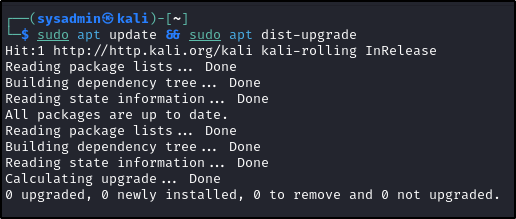 ┌──(sysadmin㉿kali)-[~]
└─$ sudo apt update && sudo apt dist-upgrade
Hit:1 http://http.kali.org/kali kali-rolling InRelease
Reading package lists... Done
Building dependency tree... Done
Reading state information... Done
All packages are up to date.
Reading package lists... Done
Building dependency tree... Done
Reading state information... Done
Calculating upgrade... Done
0 upgraded, 0 newly installed, 0 to remove and 0 not upgraded.